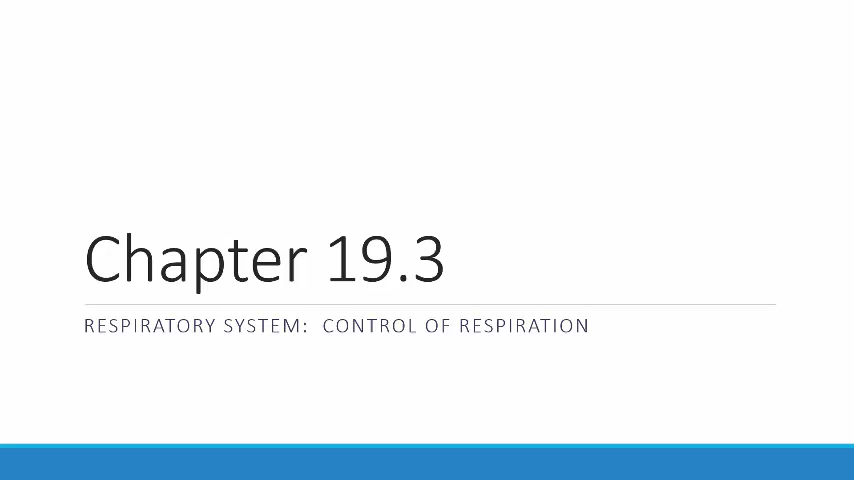 Chapter 19.3
RESPIRATORY SYSTEM: CONTROL OF RESPIRATION